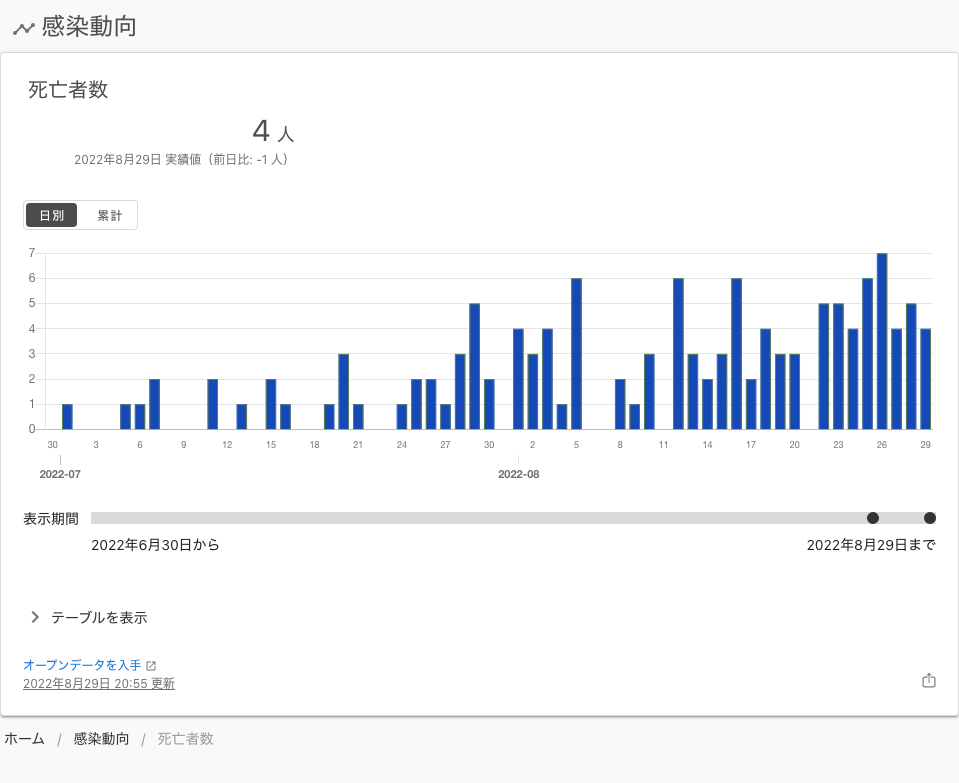 感染動向
死亡者数
4 人
2022年8月29日 実績値（前日比: -1 人）
日別 累計
7
6
5
4
3
2
1
0
30 3 6 9 12 15 18 21 24 27 30 2 5 8 11 14 17 20 23 26 29
2022-07 2022-08
表示期間
2022年6月30日から 2022年8月29日まで
テーブルを表示
オープンデータを入手
2022年8月29日 20:55 更新
ホーム / 感染動向 / 死亡者数